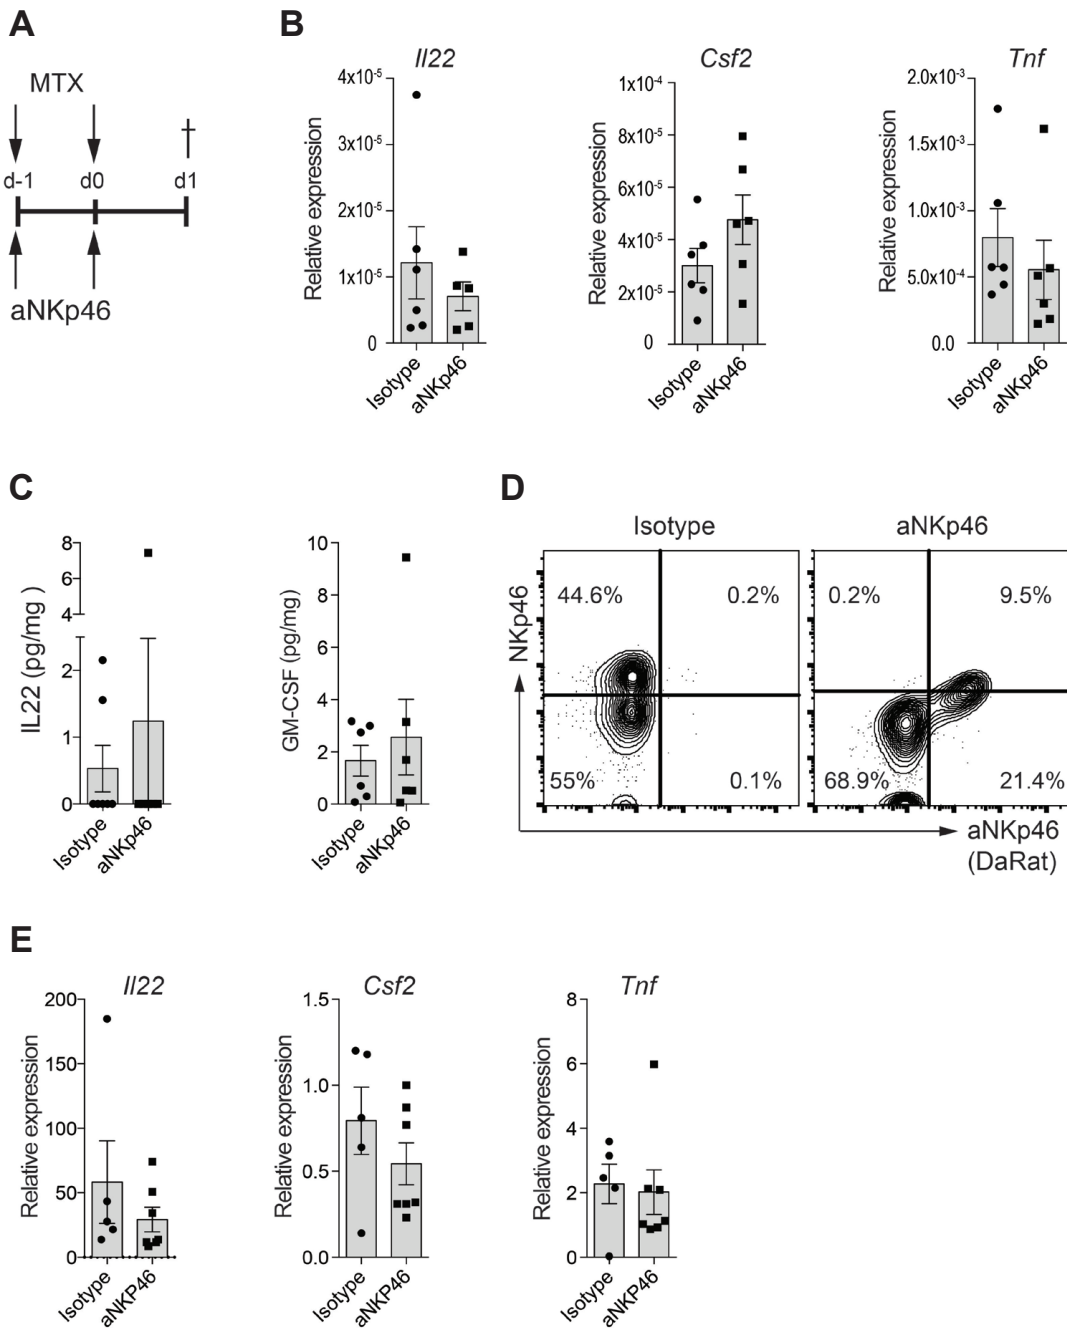 A
MTX
d-1
d0
d1
aNKp46
B
Il22
Relative expression
4x10-5
3x10-5
2x10-5
1x10-5
0
Isotype
aNKp46
Csf2
Relative expression
1x10-4
8x10-5
6x10-5
4x10-5
2x10-5
0
Isotype
aNKp46
Tnf
Relative expression
2.0x10-3
1.5x10-3
1.0x10-3
5.0x10-4
0.0
Isotype
aNKp46
C
IL22 (pg/mg)
8
6
4
2
1
0
Isotype
aNKp46
GM-CSF (pg/mg)
10
8
6
4
2
0
Isotype
aNKp46
D
Isotype
aNKp46
NKp46
44.6%
0.2%
55%
0.1%
0.2%
9.5%
68.9%
21.4%
aNKp46
(DaRat)
E
Il22
Relative expression
200
150
100
50
0
Isotype
aNKP46
Csf2
Relative expression
1.5
1.0
0.5
0.0
Isotype
aNKP46
Tnf
Relative expression
8
6
4
2
0
Isotype
aNKP46